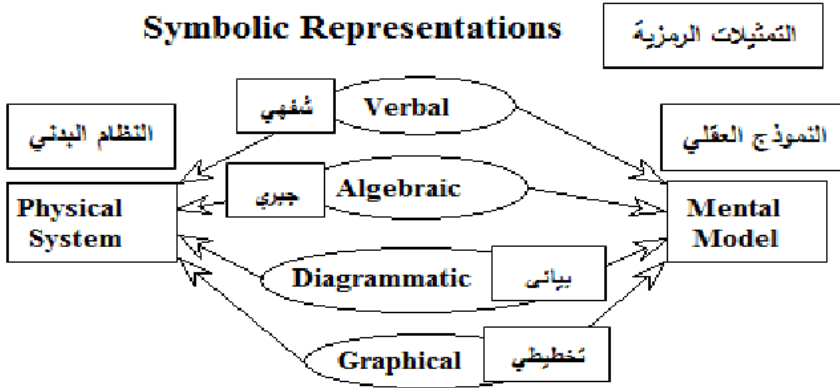 Symbolic Representations
التمثيلات الرمزية
شفهي
Verbal
النظام البدني
النموذج العقلي
جبري
Algebraic
Physical
System
Mental
Model
Diagrammatic
بياني
Graphical
تخطيطي